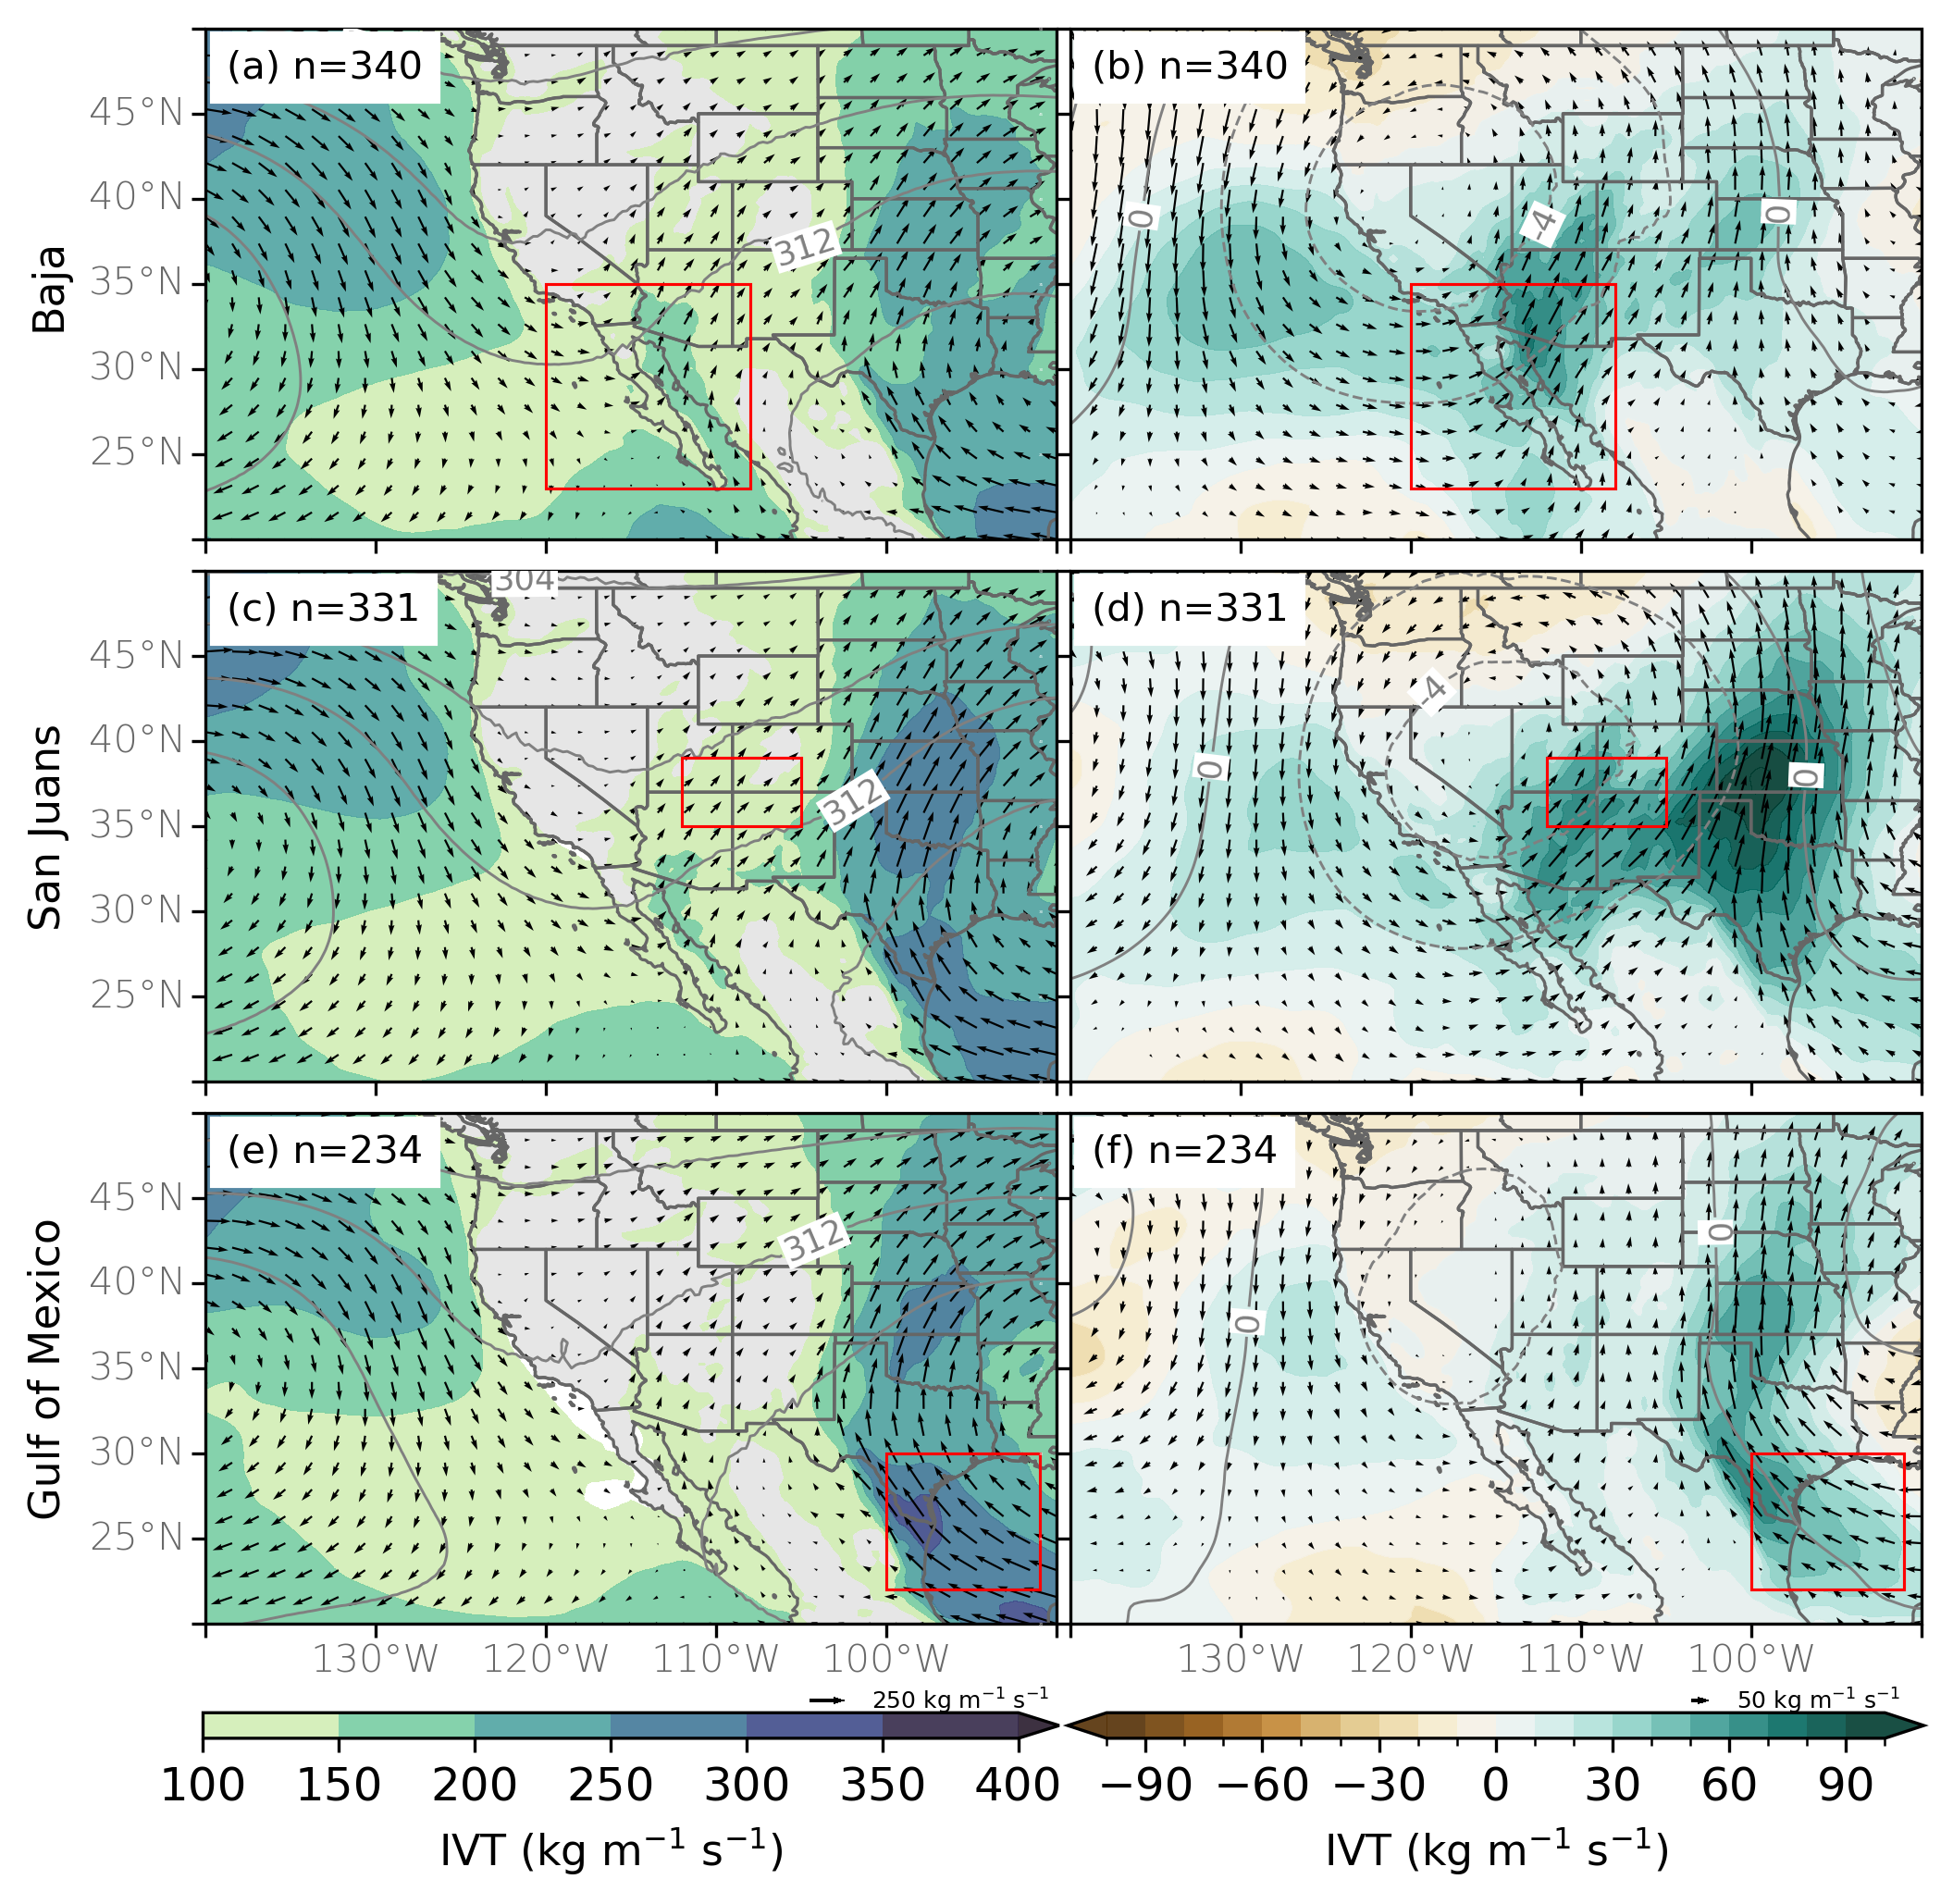 (a) n=340
(b) n=340
45°N
40°N
35°N
30°N
25°N
Baja
312
0
-4
0
(c) n=331
304
(d) n=331
45°N
40°N
35°N
30°N
25°N
San Juans
312
0
-4
0
(e) n=234
(f) n=234
45°N
40°N
35°N
30°N
25°N
Gulf of Mexico
312
0
0
130°W 120°W 110°W 100°W
130°W 120°W 110°W 100°W
250 kg m⁻¹ s⁻¹
50 kg m⁻¹ s⁻¹
100 150 200 250 300 350 400
−90 −60 −30 0 30 60 90
IVT (kg m⁻¹ s⁻¹)
IVT (kg m⁻¹ s⁻¹)